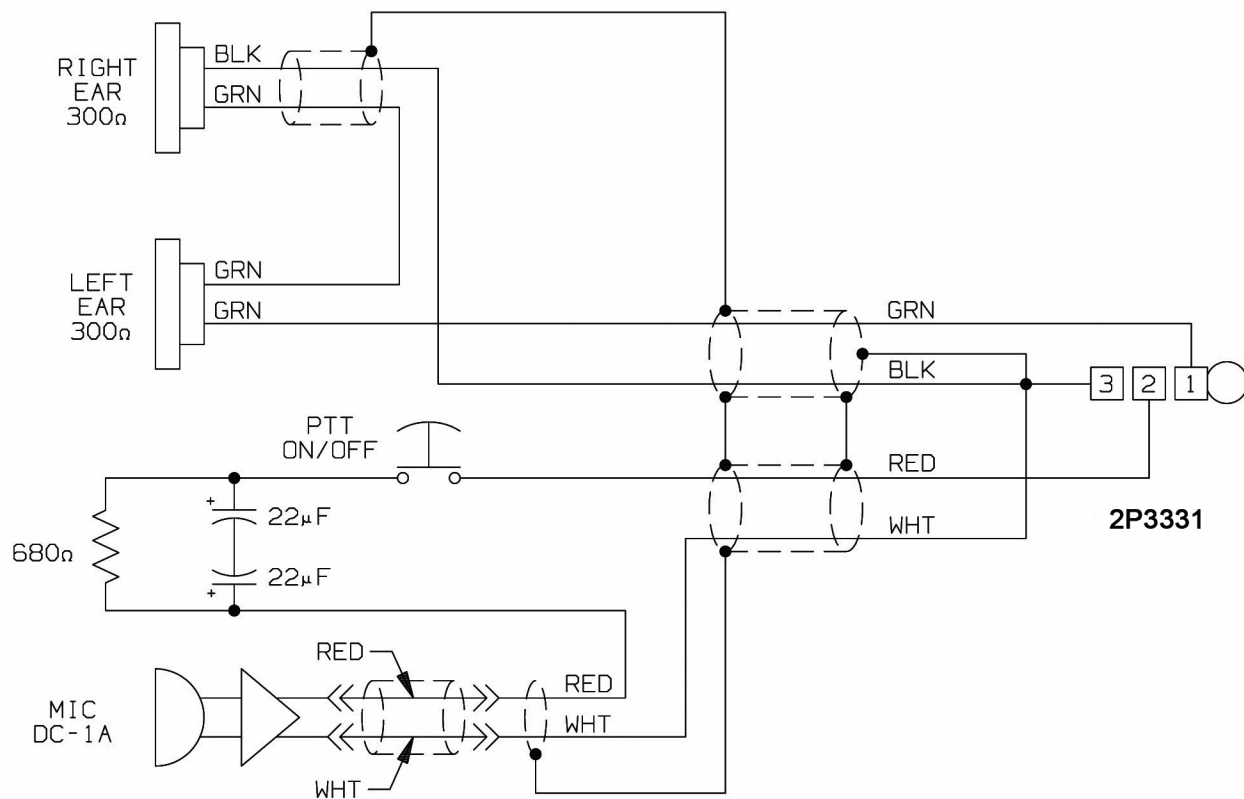 RIGHT
EAR
300Ω
BLK
GRN
LEFT
EAR
300Ω
GRN
GRN
GRN
BLK
3
2
1
PTT
ON/OFF
RED
WHT
2P3331
680Ω
+
22μF
22μF
+
MIC
DC-1A
RED
WHT
RED
WHT